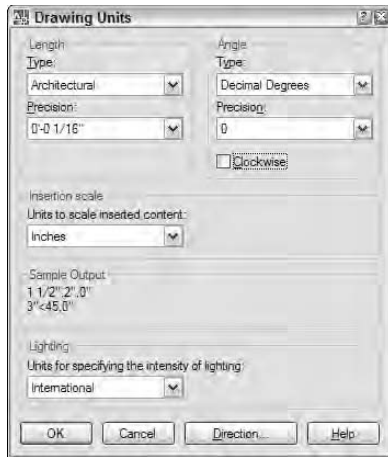 Drawing Units
Length
Type:
Architectural
Precision:
0'-0 1/16"
Angle
Type:
Decimal Degrees
Precision:
0
Clockwise
Insertion scale
Units to scale inserted content:
Inches
Sample Output
1 1/2",2",0"
3"<45,0"
Lighting
Units for specifying the intensity of lighting:
International
OK
Cancel
Direction...
Help